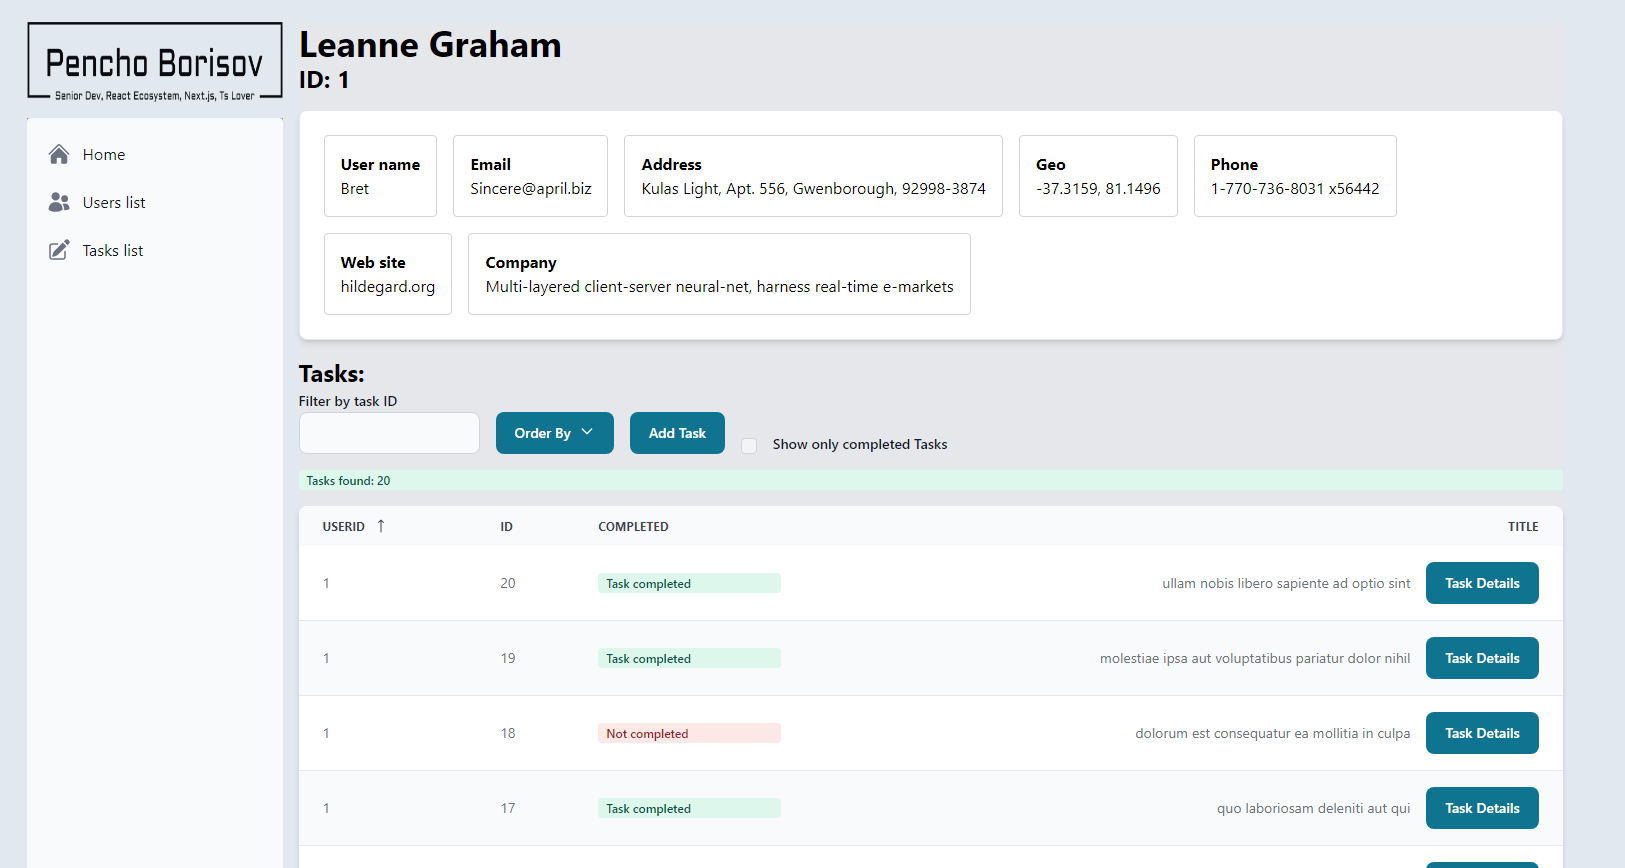 Pencho Borisov
Senior Dev, React Ecosystem, Next.js, Ts Lover
Home
Users list
Tasks list
Leanne Graham
ID: 1
User name
Bret
Email
Sincere@april.biz
Address
Kulas Light, Apt. 556, Gwenborough, 92998-3874
Geo
-37.3159, 81.1496
Phone
1-770-736-8031 x56442
Web site
hildegard.org
Company
Multi-layered client-server neural-net, harness real-time e-markets
Tasks:
Filter by task ID
Order By
Add Task
Show only completed Tasks
Tasks found: 20
USERID ↑ ID COMPLETED TITLE
1 20 Task completed ullam nobis libero sapiente ad optio sint Task Details
1 19 Task completed molestiae ipsa aut voluptatibus pariatur dolor nihil Task Details
1 18 Not completed dolorum est consequatur ea mollitia in culpa Task Details
1 17 Task completed quo laboriosam deleniti aut qui Task Details